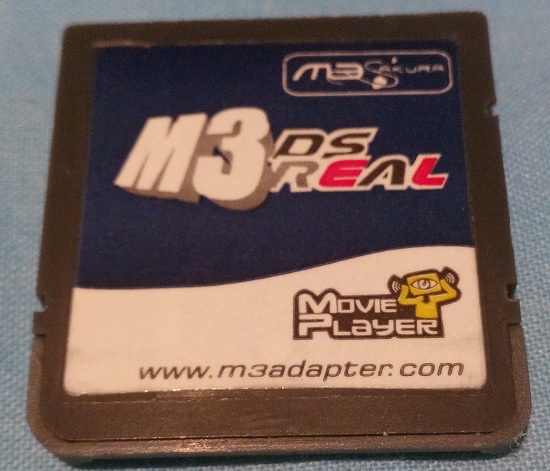 M3 SAKURA
M3 DS
REAL
MOVIE
PLAYER
www.m3adapter.com